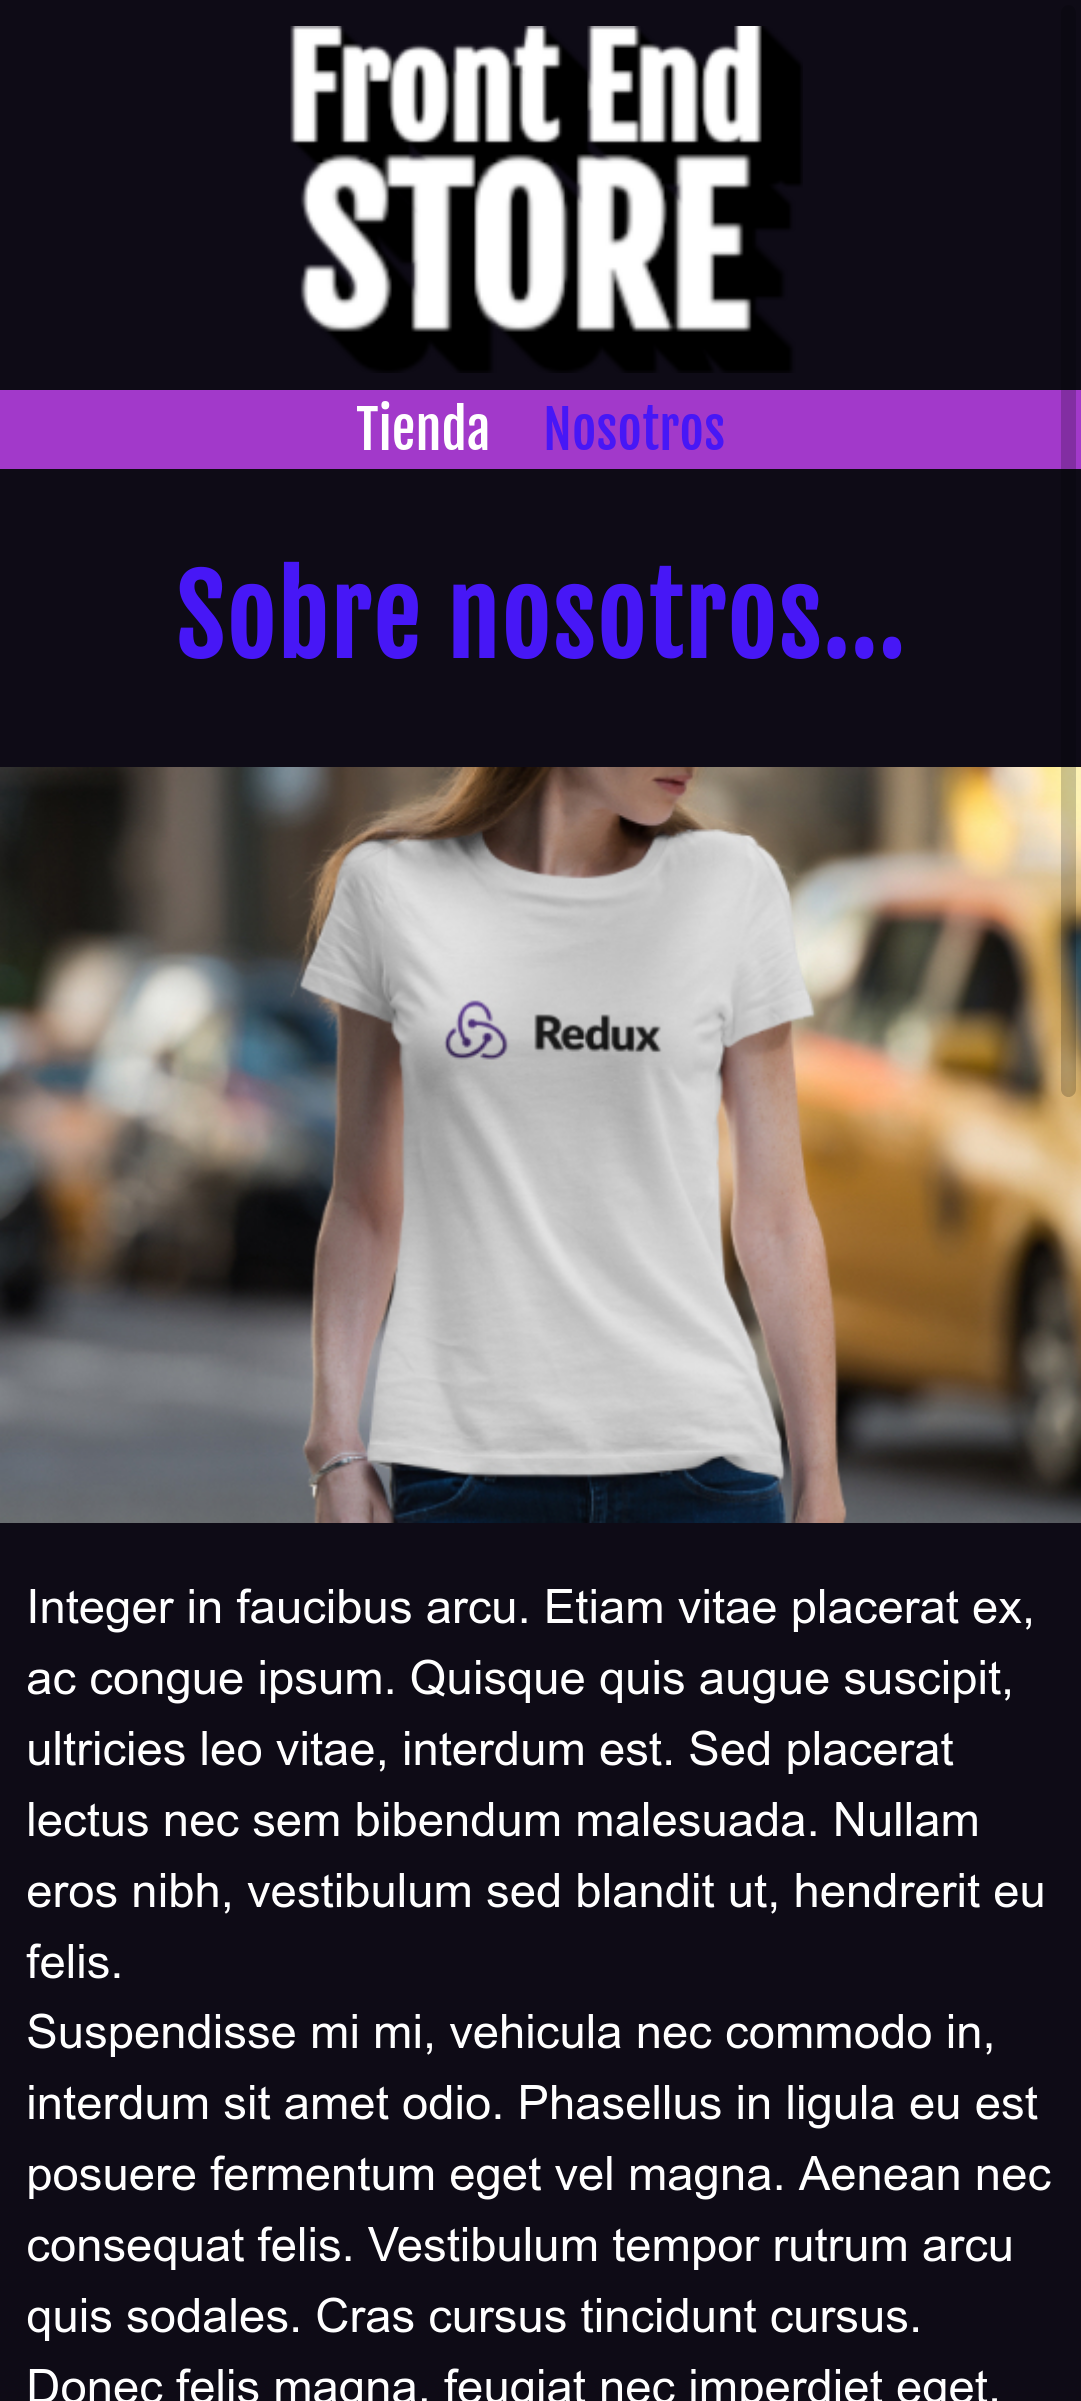 Front End
STORE
Tienda Nosotros
Sobre nosotros...
Redux
Integer in faucibus arcu. Etiam vitae placerat ex,
ac congue ipsum. Quisque quis augue suscipit,
ultricies leo vitae, interdum est. Sed placerat
lectus nec sem bibendum malesuada. Nullam
eros nibh, vestibulum sed blandit ut, hendrerit eu
felis.
Suspendisse mi mi, vehicula nec commodo in,
interdum sit amet odio. Phasellus in ligula eu est
posuere fermentum eget vel magna. Aenean nec
consequat felis. Vestibulum tempor rutrum arcu
quis sodales. Cras cursus tincidunt cursus.
Donec felis magna, feugiat nec imperdiet eget,